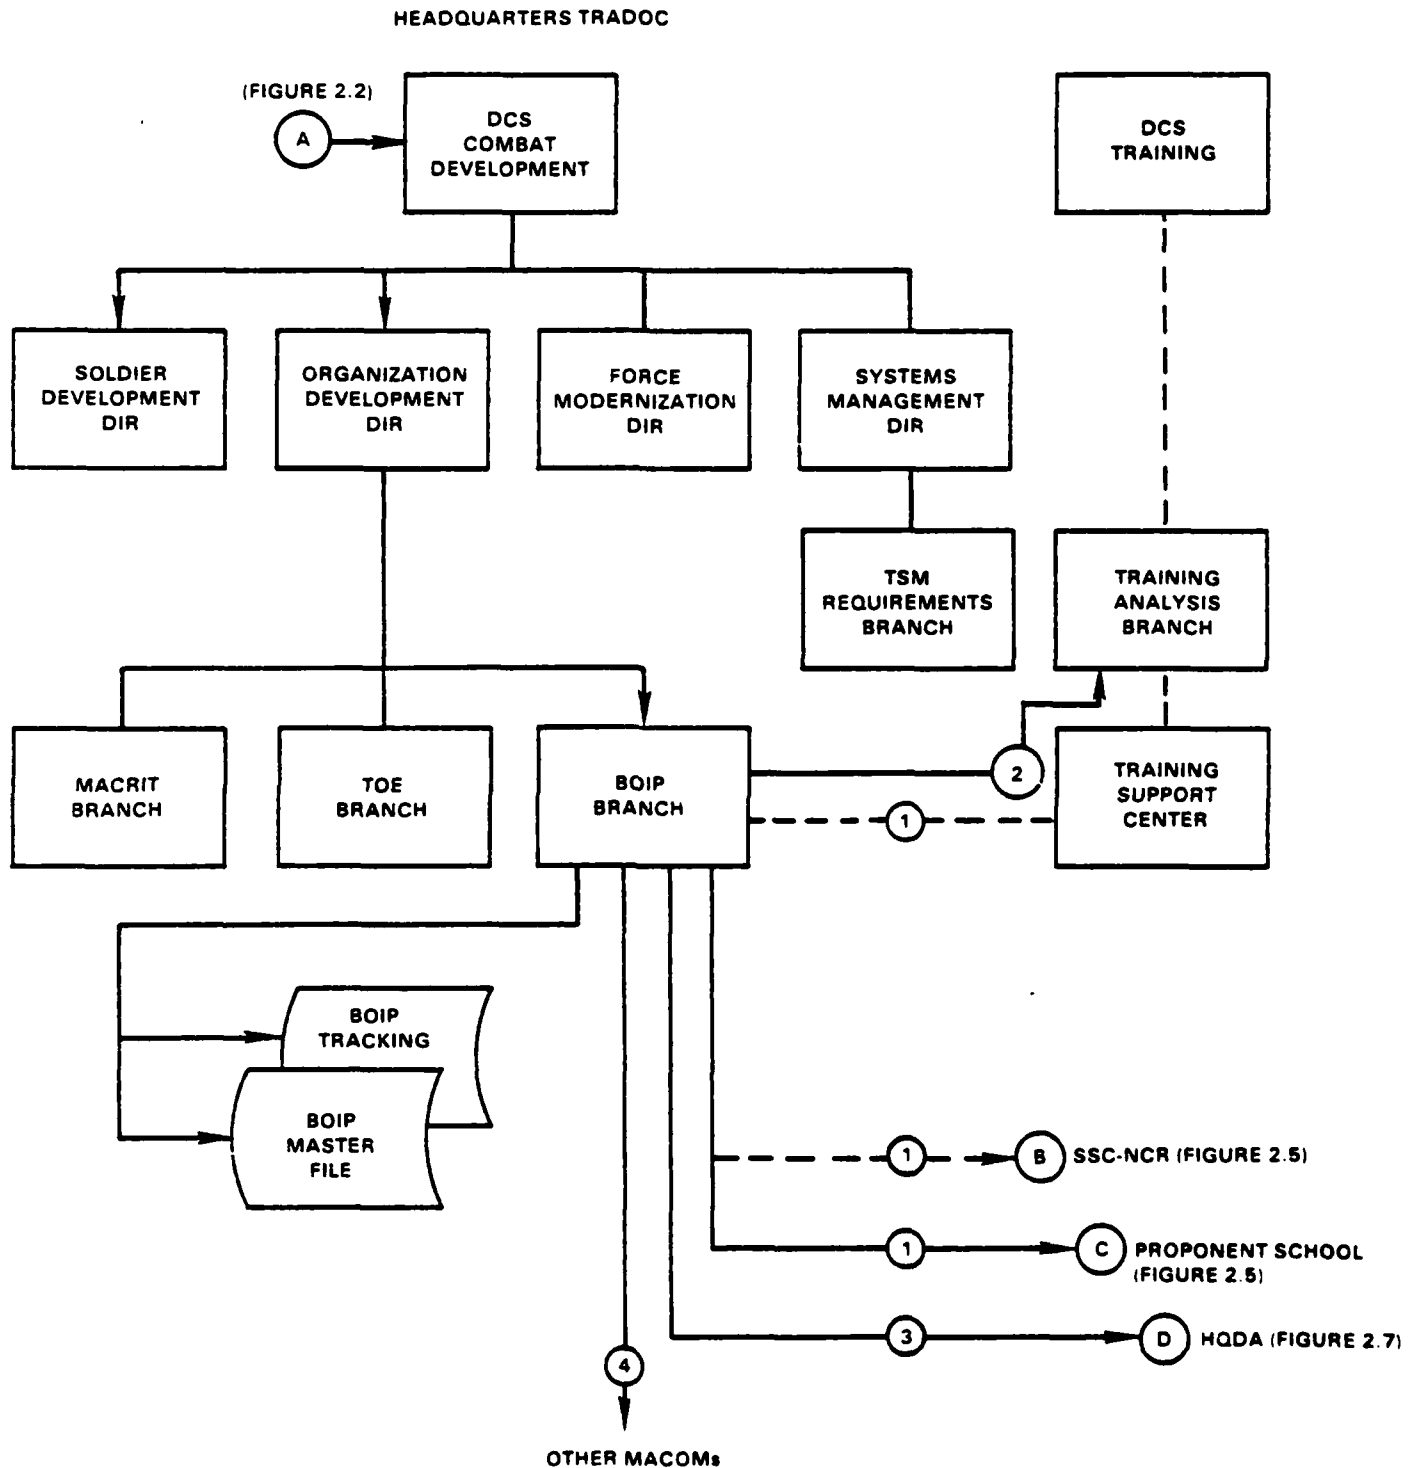 HEADQUARTERS TRADOC
(FIGURE 2.2)
A
DCS
COMBAT
DEVELOPMENT
DCS
TRAINING
SOLDIER
DEVELOPMENT
DIR
ORGANIZATION
DEVELOPMENT
DIR
FORCE
MODERNIZATION
DIR
SYSTEMS
MANAGEMENT
DIR
TSM
REQUIREMENTS
BRANCH
TRAINING
ANALYSIS
BRANCH
MACRIT
BRANCH
TOE
BRANCH
BOIP
BRANCH
2
1
TRAINING
SUPPORT
CENTER
BOIP
TRACKING
BOIP
MASTER
FILE
1
B
SSC-NCR (FIGURE 2.5)
1
C
PROPONENT SCHOOL
(FIGURE 2.5)
3
D
HQDA (FIGURE 2.7)
4
OTHER MACOMs